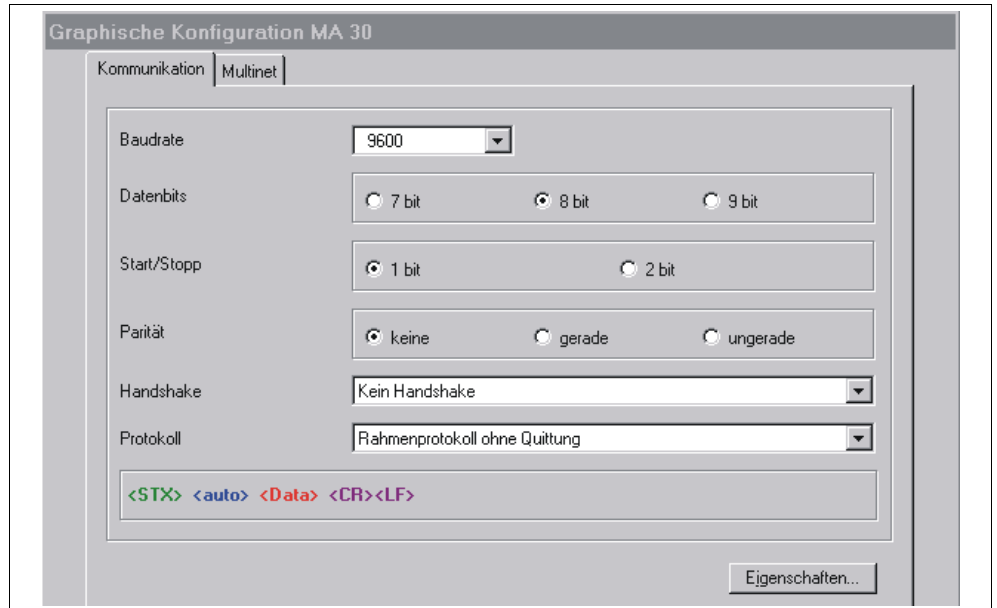 Graphische Konfiguration MA 30
Kommunikation Multinet
Baudrate 9600
Datenbits 7 bit 8 bit 9 bit
Start/Stopp 1 bit 2 bit
Parität keine gerade ungerade
Handshake Kein Handshake
Protokoll Rahmenprotokoll ohne Quittung
<STX> <auto> <Data> <CR><LF>
Eigenschaften...